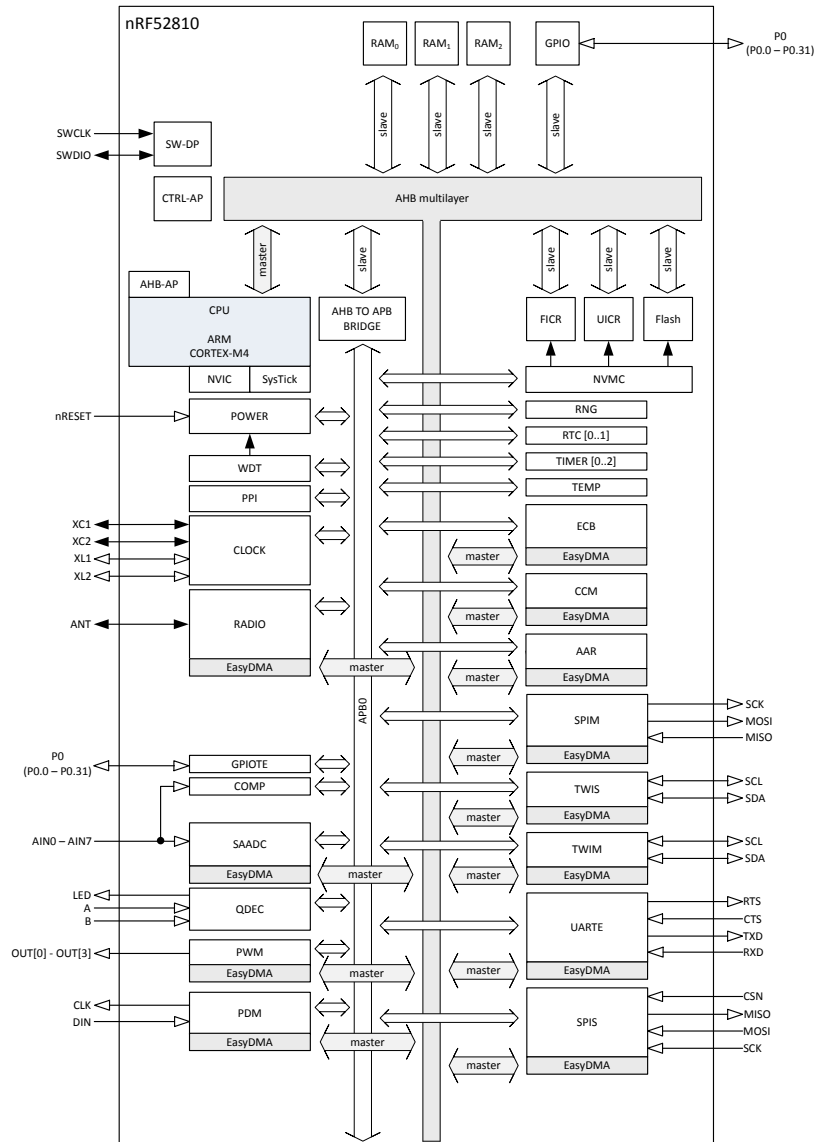 nRF52810
RAM0 RAM1 RAM2 GPIO
P0
(P0.0 – P0.31)
slave slave slave slave
SWCLK
SWDIO
SW-DP
CTRL-AP
AHB multilayer
master slave slave slave slave
AHB-AP
CPU
ARM
CORTEX-M4
NVIC SysTick
AHB TO APB
BRIDGE
FICR UICR Flash
NVMC
nRESET POWER
RNG
RTC [0..1]
WDT
TIMER [0..2]
PPI
TEMP
XC1
XC2
XL1
XL2
CLOCK
ECB
master EasyDMA
ANT RADIO
EasyDMA master
CCM
master EasyDMA
AAR
master EasyDMA
APB0
SPIM
master EasyDMA
SCK
MOSI
MISO
P0
(P0.0 – P0.31)
GPIOTE
COMP
TWIS
master EasyDMA
SCL
SDA
AIN0 – AIN7 SAADC
EasyDMA master
TWIM
master EasyDMA
SCL
SDA
LED
A
B
QDEC
UARTE
master EasyDMA
RTS
CTS
TXD
RXD
OUT[0] - OUT[3] PWM
EasyDMA master
CLK
DIN
PDM
EasyDMA master
SPIS
master EasyDMA
CSN
MISO
MOSI
SCK